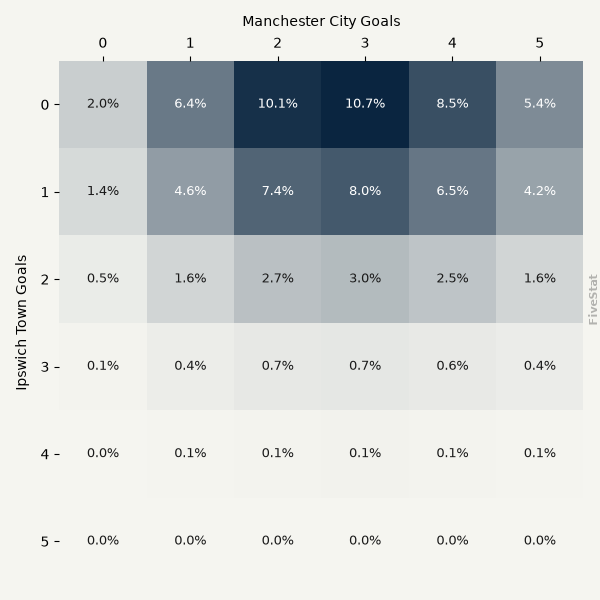 Manchester City Goals
0 1 2 3 4 5
0 2.0% 6.4% 10.1% 10.7% 8.5% 5.4%
1 1.4% 4.6% 7.4% 8.0% 6.5% 4.2%
2 0.5% 1.6% 2.7% 3.0% 2.5% 1.6%
3 0.1% 0.4% 0.7% 0.7% 0.6% 0.4%
4 0.0% 0.1% 0.1% 0.1% 0.1% 0.1%
5 0.0% 0.0% 0.0% 0.0% 0.0% 0.0%
Ipswich Town Goals
FiveStat